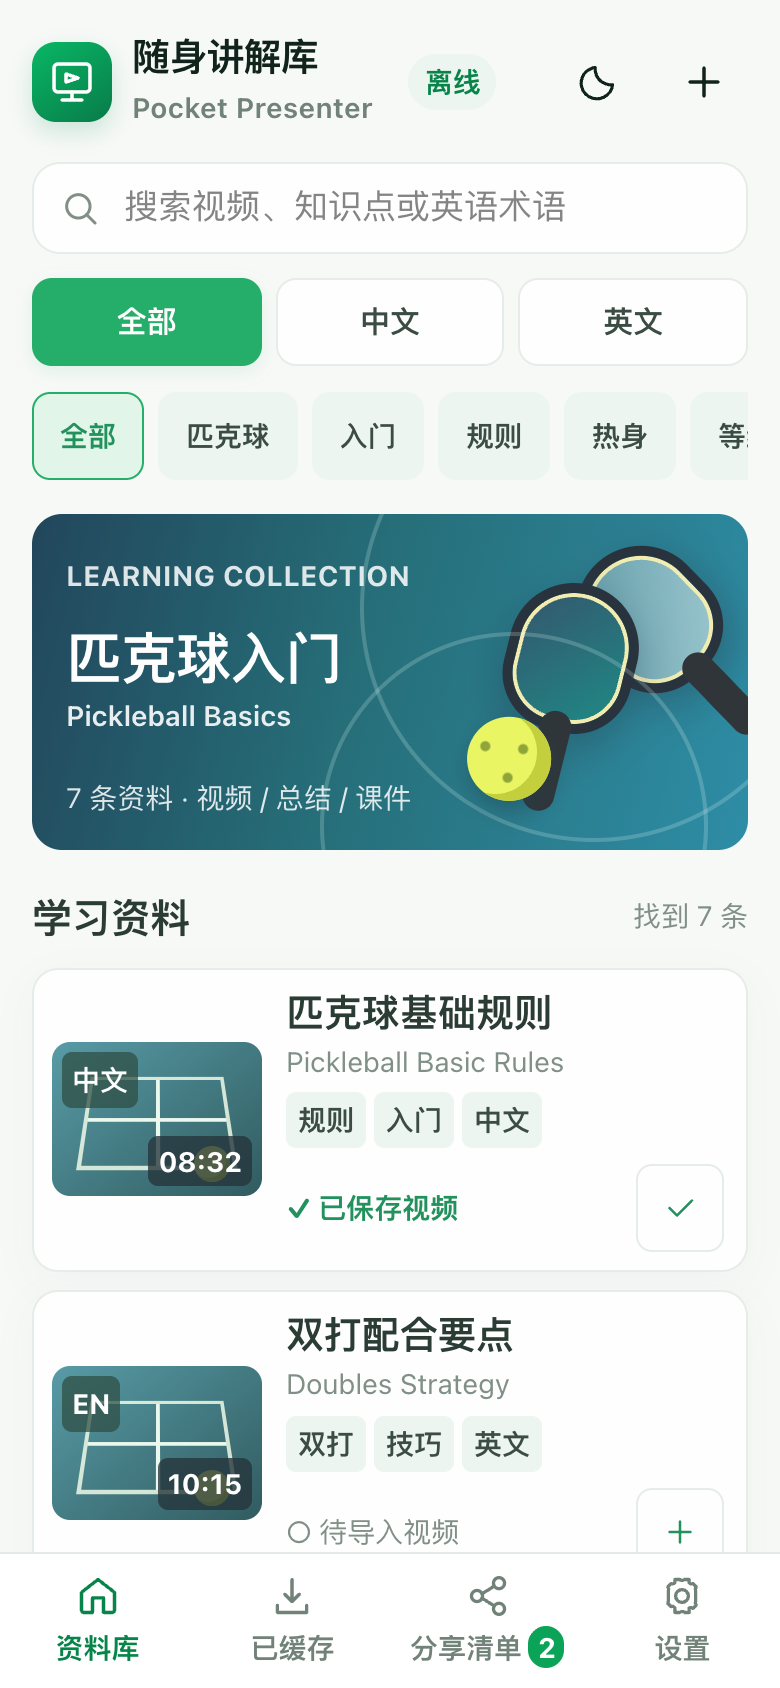 随身讲解库
Pocket Presenter
离线
搜索视频、知识点或英语术语
全部
中文
英文
全部
匹克球
入门
规则
热身
等
LEARNING COLLECTION
匹克球入门
Pickleball Basics
7 条资料 · 视频 / 总结 / 课件
学习资料
找到 7 条
中文
08:32
匹克球基础规则
Pickleball Basic Rules
规则
入门
中文
已保存视频
EN
10:15
双打配合要点
Doubles Strategy
双打
技巧
英文
待导入视频
资料库
已缓存
分享清单 2
设置